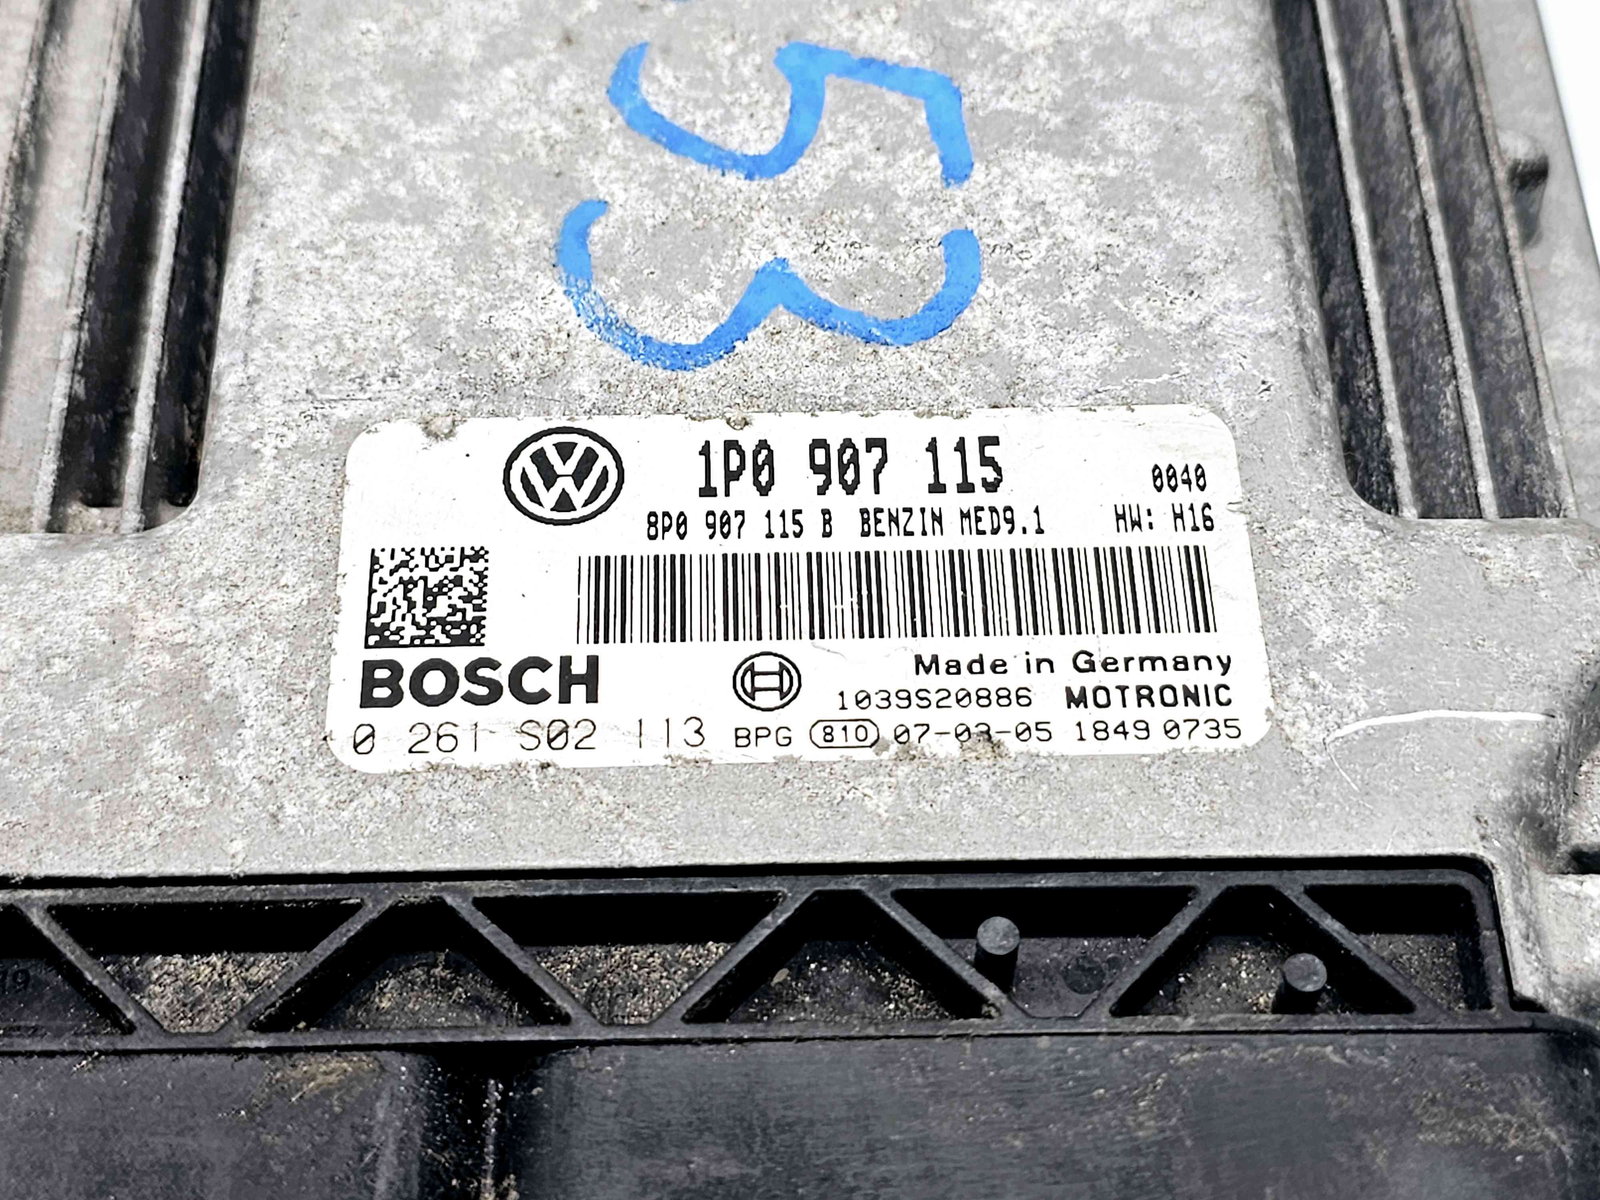 1P0 907 115
0040
8P0 907 115 B BENZIN MED9.1
HW: H16
BOSCH
Made in Germany
1039S20886 MOTRONIC
0 261 S02 113 BPG 810 07-03-05 1849 0735